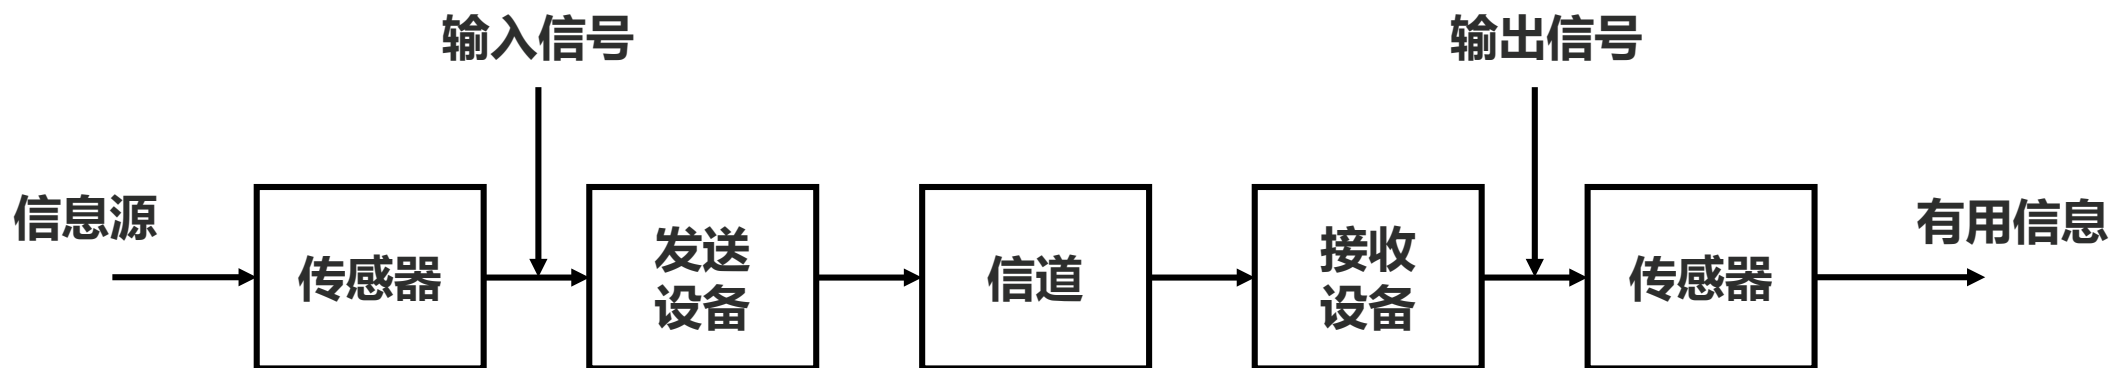 输入信号
输出信号
信息源
传感器
发送
设备
信道
接收
设备
传感器
有用信息